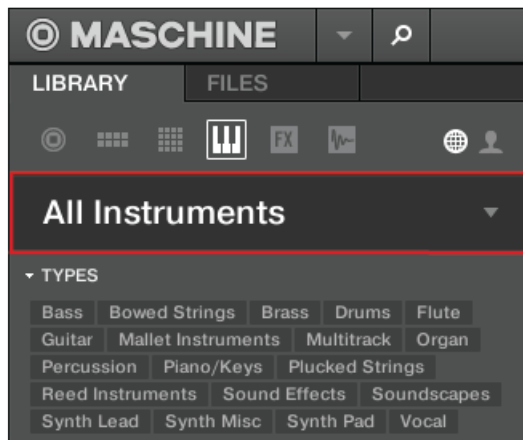 MASCHINE
LIBRARY FILES
FX
All Instruments
TYPES
Bass Bowed Strings Brass Drums Flute
Guitar Mallet Instruments Multitrack Organ
Percussion Piano/Keys Plucked Strings
Reed Instruments Sound Effects Soundscapes
Synth Lead Synth Misc Synth Pad Vocal